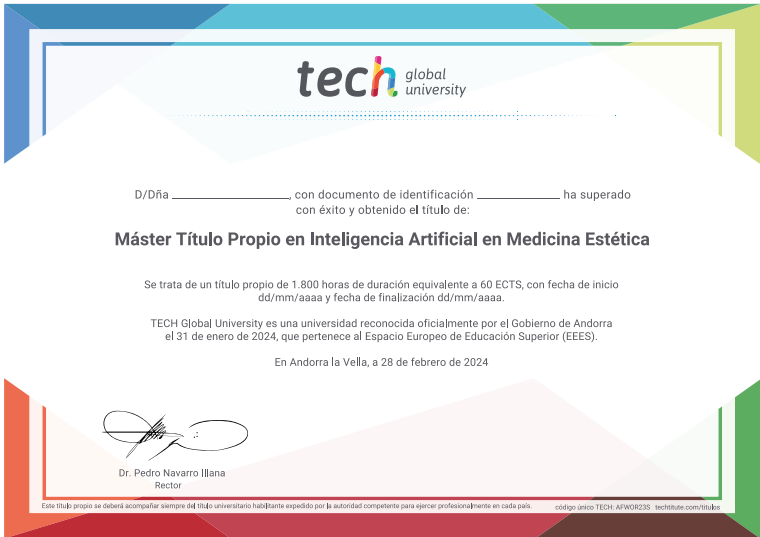 tech global university
D/Dña ________________, con documento de identificación ____________ ha superado
con éxito y obtenido el título de:
Máster Título Propio en Inteligencia Artificial en Medicina Estética
Se trata de un título propio de 1.800 horas de duración equivalente a 60 ECTS, con fecha de inicio
dd/mm/aaaa y fecha de finalización dd/mm/aaaa.
TECH Global University es una universidad reconocida oficialmente por el Gobierno de Andorra
el 31 de enero de 2024, que pertenece al Espacio Europeo de Educación Superior (EEES).
En Andorra la Vella, a 28 de febrero de 2024
Dr. Pedro Navarro Illana
Rector
Este título propio se deberá acompañar siempre del título universitario habilitante expedido por la autoridad competente para ejercer profesionalmente en cada país. código único TECH: AFWOR23S techtitute.com/titulos